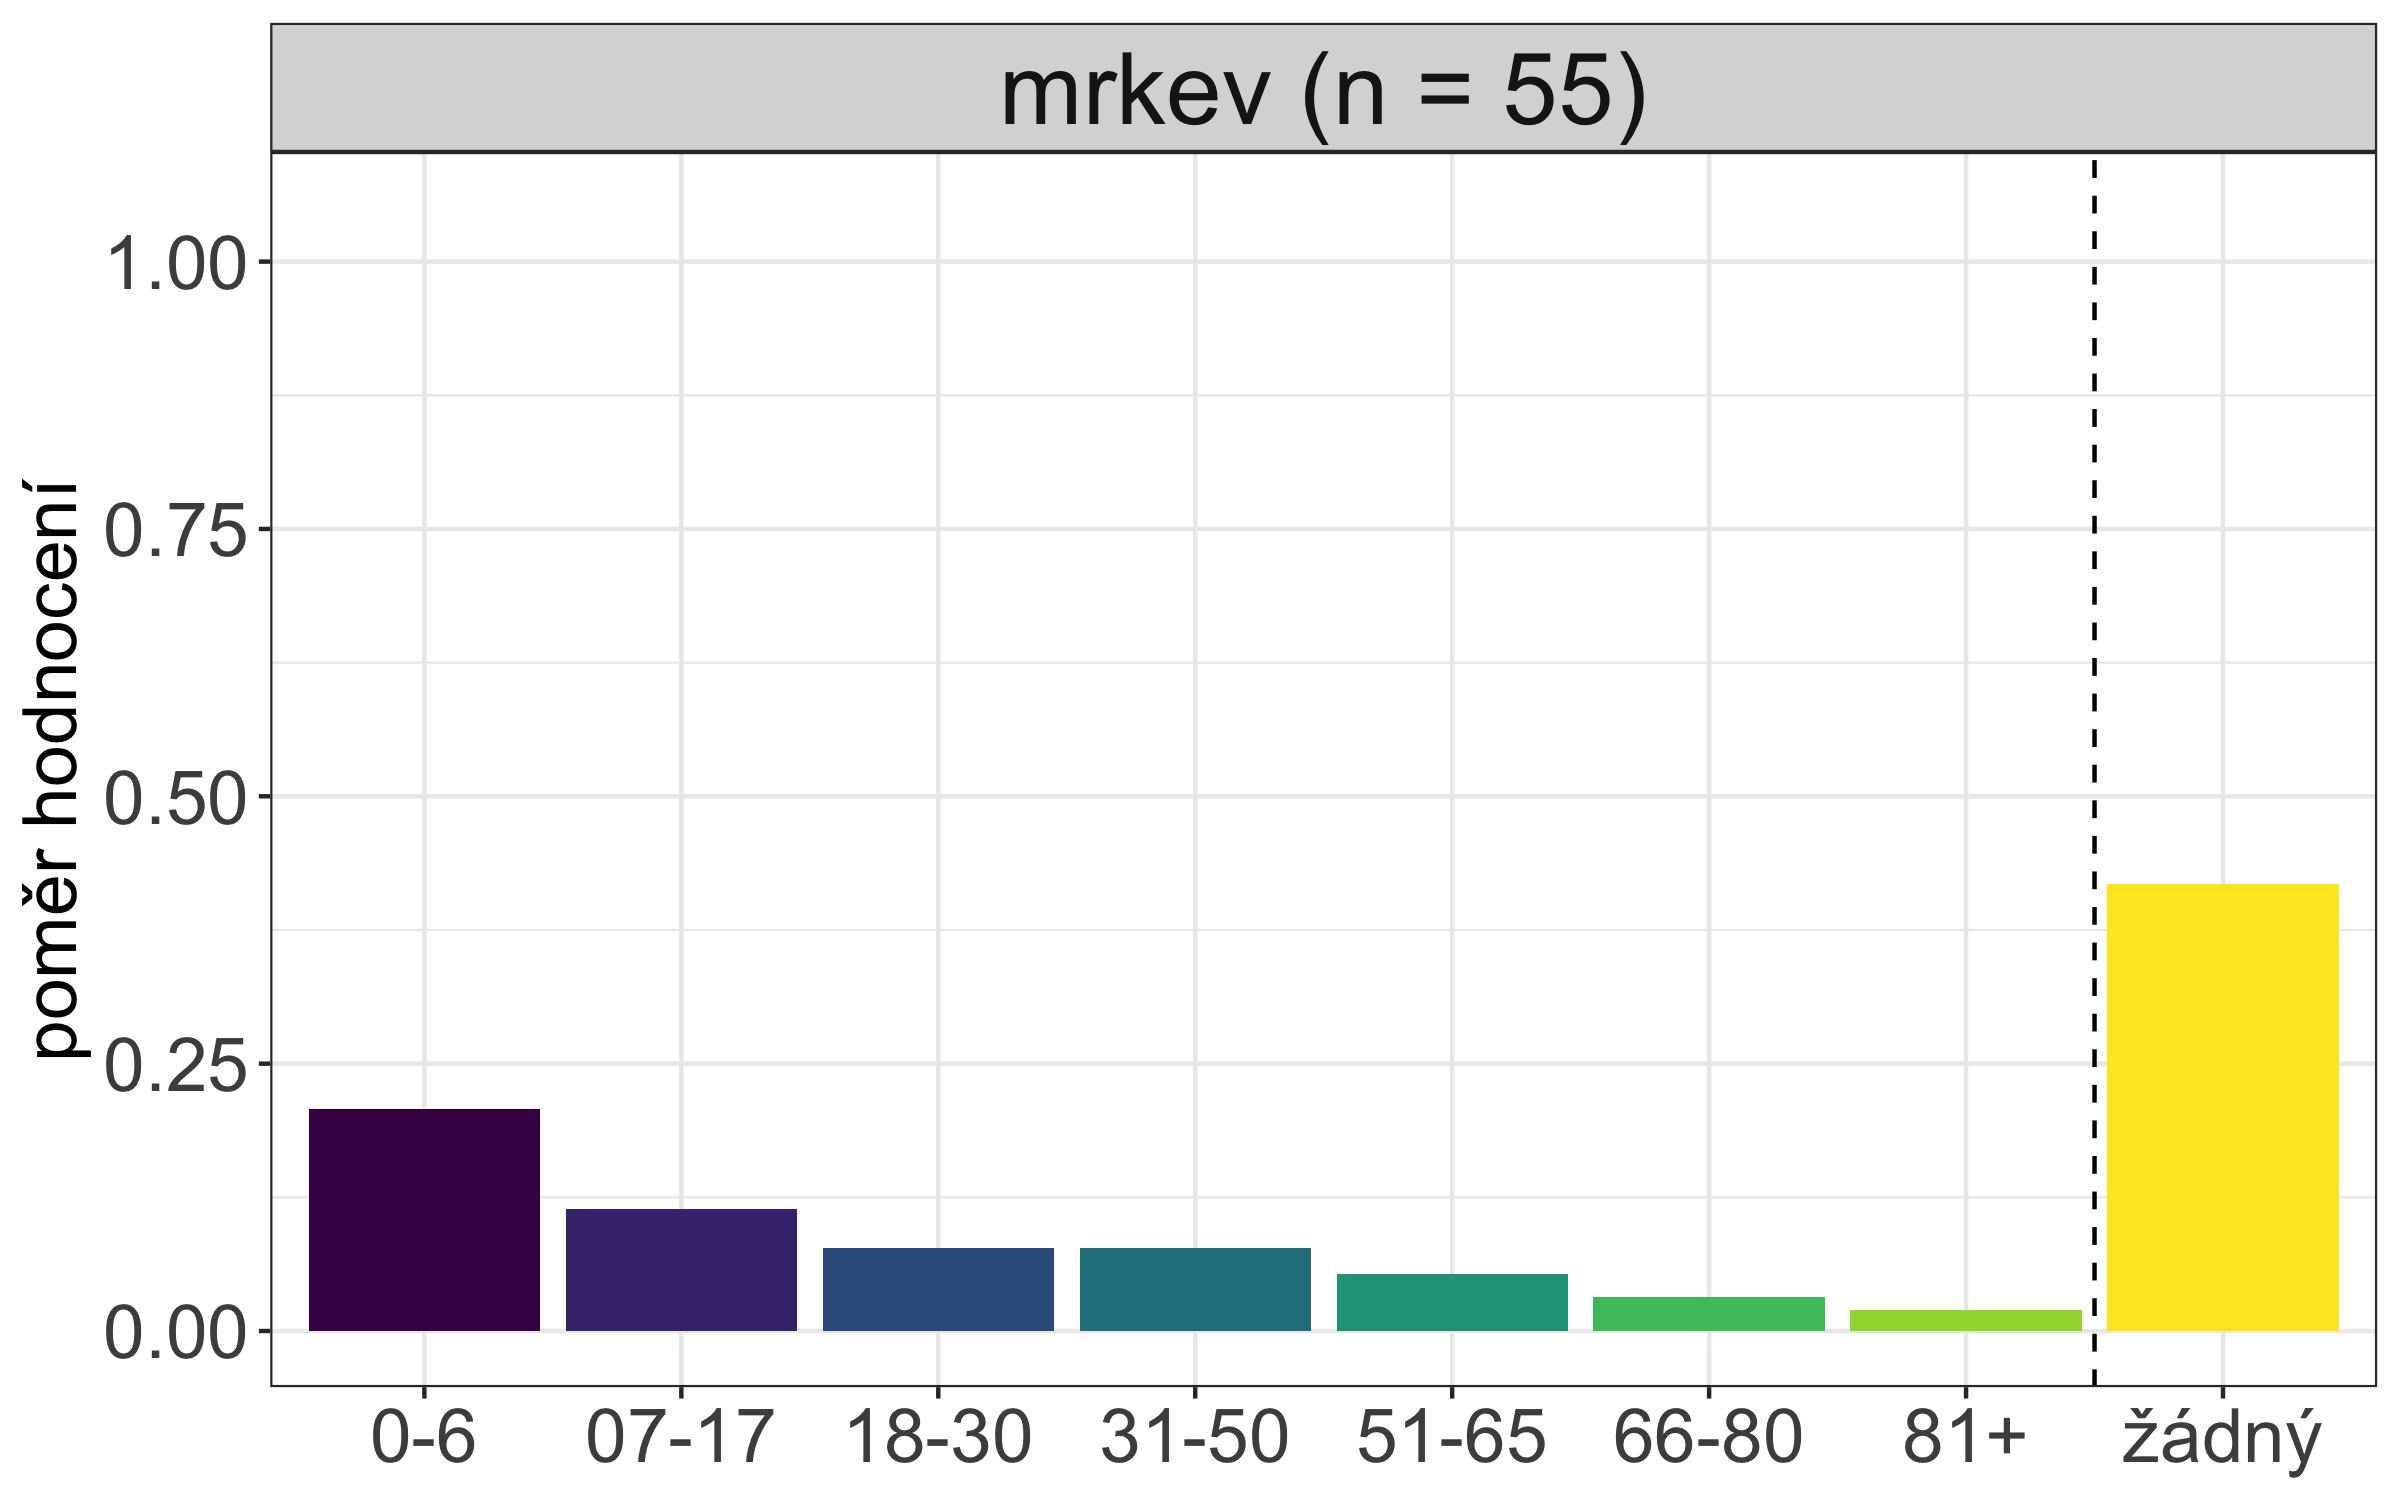 mrkev (n = 55)
poměr hodnocení
1.00
0.75
0.50
0.25
0.00
0-6 07-17 18-30 31-50 51-65 66-80 81+ žádný